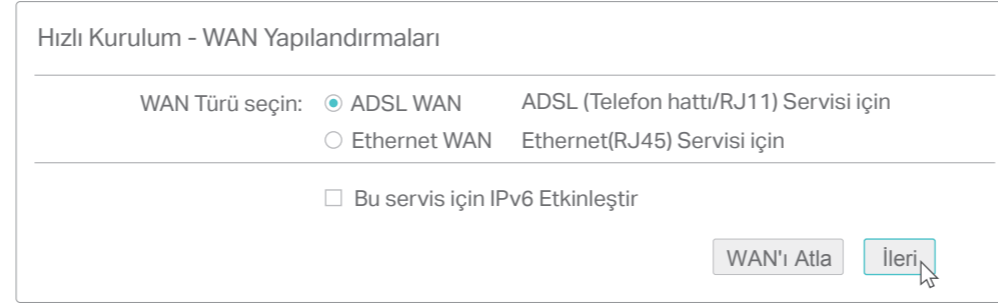 Hızlı Kurulum - WAN Yapılandırmaları
WAN Türü seçin: ADSL WAN ADSL (Telefon hattı/RJ11) Servisi için
Ethernet WAN Ethernet(RJ45) Servisi için
Bu servis için IPv6 Etkinleştir
WAN'ı Atla İleri